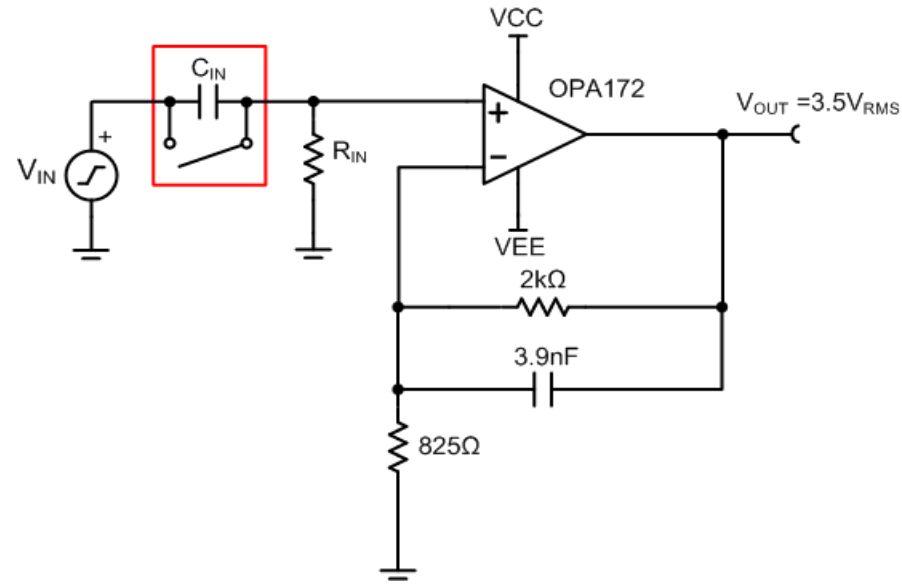 VCC
CIN
OPA172
VOUT =3.5VRMS
+
+
RIN
VIN
−
VEE
2kΩ
3.9nF
825Ω